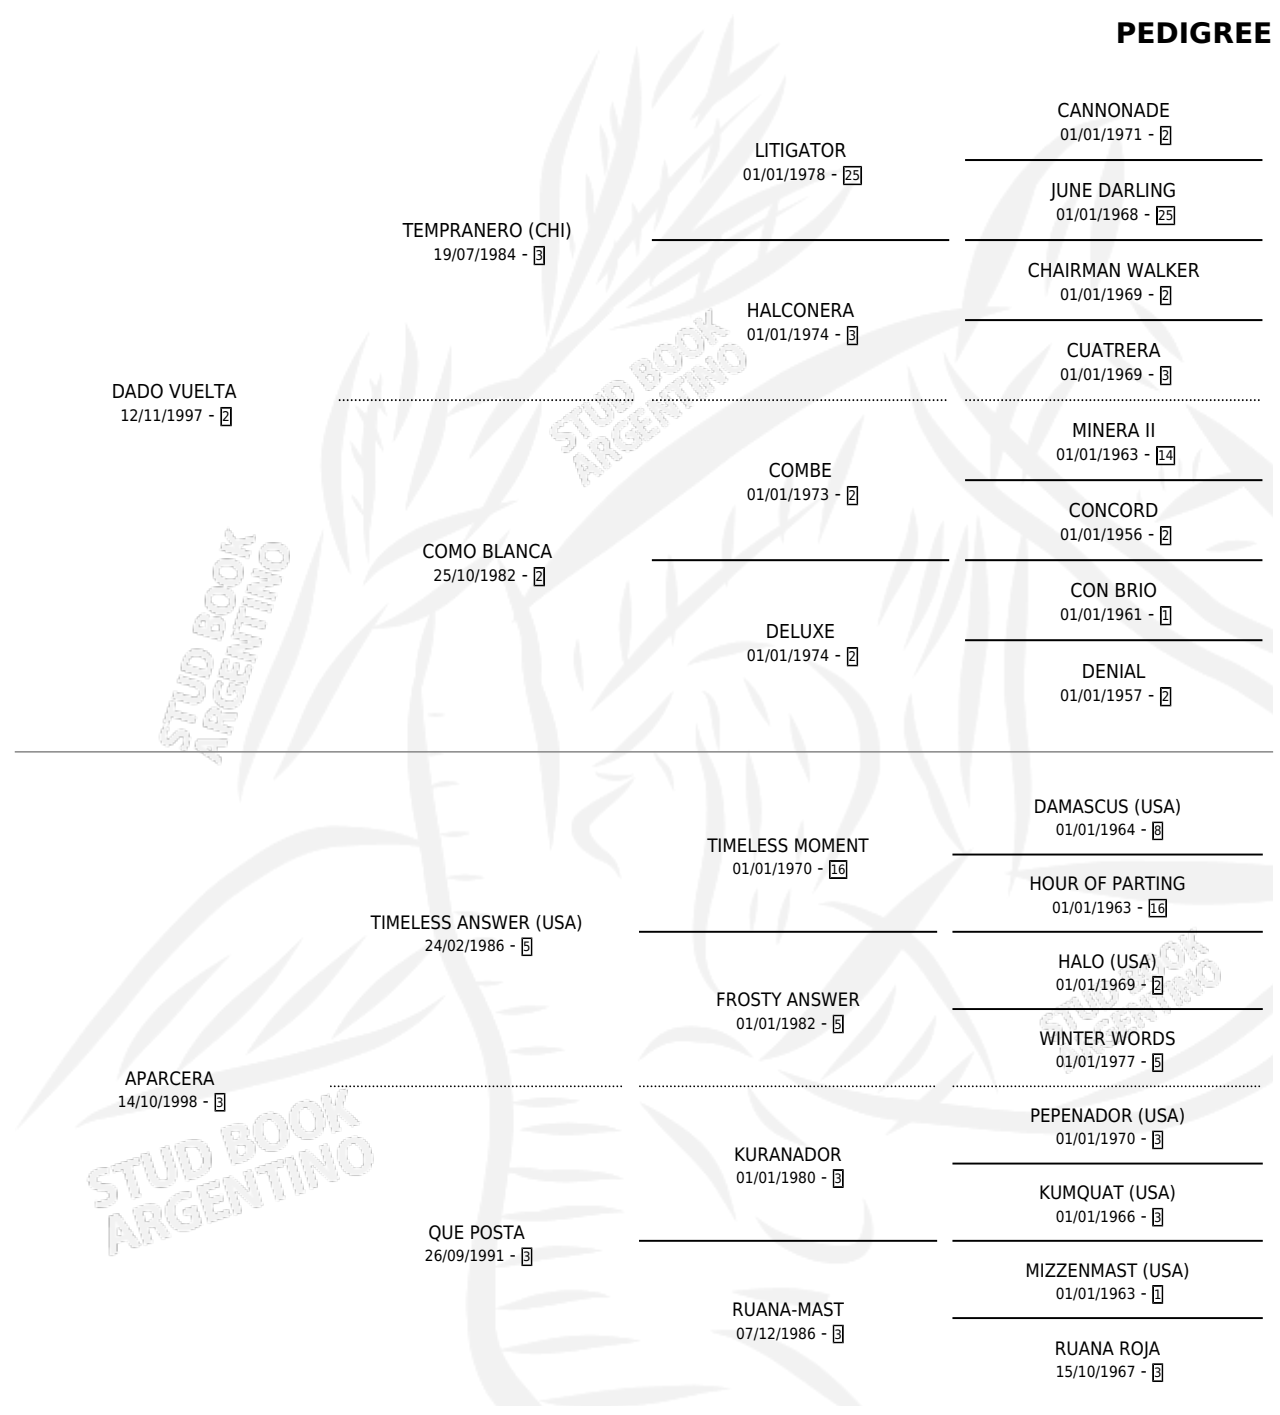 PEDIGREE
CANNONADE
01/01/1971 - 2
LITIGATOR
01/01/1978 - 25
JUNE DARLING
01/01/1968 - 25
TEMPRANERO (CHI)
19/07/1984 - 3
CHAIRMAN WALKER
01/01/1969 - 2
HALCONERA
01/01/1974 - 3
CUATRERA
01/01/1969 - 3
DADO VUELTA
12/11/1997 - 2
MINERA II
01/01/1963 - 14
COMBE
01/01/1973 - 2
CONCORD
01/01/1956 - 2
COMO BLANCA
25/10/1982 - 2
CON BRIO
01/01/1961 - 1
DELUXE
01/01/1974 - 2
DENIAL
01/01/1957 - 2
DAMASCUS (USA)
01/01/1964 - 8
TIMELESS MOMENT
01/01/1970 - 16
HOUR OF PARTING
01/01/1963 - 16
TIMELESS ANSWER (USA)
24/02/1986 - 5
HALO (USA)
01/01/1969 - 2
FROSTY ANSWER
01/01/1982 - 5
WINTER WORDS
01/01/1977 - 5
APARCERA
14/10/1998 - 3
PEPENADOR (USA)
01/01/1970 - 3
KURANADOR
01/01/1980 - 3
KUMQUAT (USA)
01/01/1966 - 3
QUE POSTA
26/09/1991 - 3
MIZZENMAST (USA)
01/01/1963 - 1
RUANA-MAST
07/12/1986 - 3
RUANA ROJA
15/10/1967 - 3
STUD BOOK
ARGENTINO
STUD BOOK
ARGENTINO
STUD BOOK
ARGENTINO
STUD BOOK
ARGENTINO